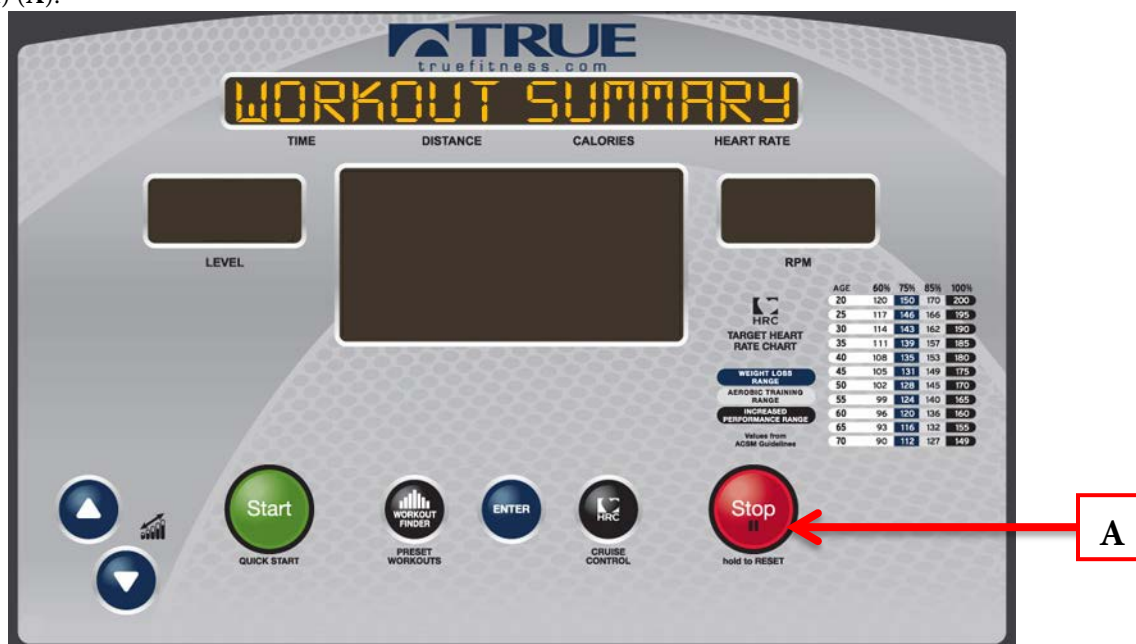 ) (A).
TRUE
truefitness.com
WORKOUT SUMMARY
TIME DISTANCE CALORIES HEART RATE
LEVEL
RPM
HRC
TARGET HEART
RATE CHART
WEIGHT LOSS
RANGE
AEROBIC TRAINING
RANGE
INCREASED
PERFORMANCE RANGE
Values from
ACSM Guidelines
AGE 60% 75% 85% 100%
20 120 150 170 200
25 117 146 166 195
30 114 143 162 190
35 111 139 157 185
40 108 135 153 180
45 105 131 149 175
50 102 128 145 170
55 99 124 140 165
60 96 120 136 160
65 93 116 132 155
70 90 112 127 149
Start
QUICK START
WORKOUT
FINDER
PRESET
WORKOUTS
ENTER
HRC
CRUISE
CONTROL
Stop
hold to RESET
A